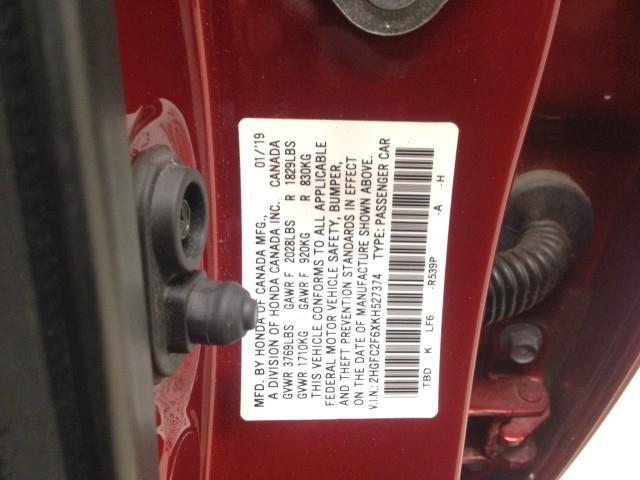 MFD. BY HONDA OF CANADA MFG., 01/'19
A DIVISION OF HONDA CANADA INC. CANADA
GVWR 3769LBS GAWR F 2028LBS R 1829LBS
GVWR 1710KG GAWR F 920KG R 830KG
THIS VEHICLE CONFORMS TO ALL APPLICABLE
FEDERAL MOTOR VEHICLE SAFETY, BUMPER,
AND THEFT PREVENTION STANDARDS IN EFFECT
ON THE DATE OF MANUFACTURE SHOWN ABOVE.
V.I.N.: 2HGFC2F6XKH527374 TYPE: PASSENGER CAR
TBD K LF6 -R539P -A -H